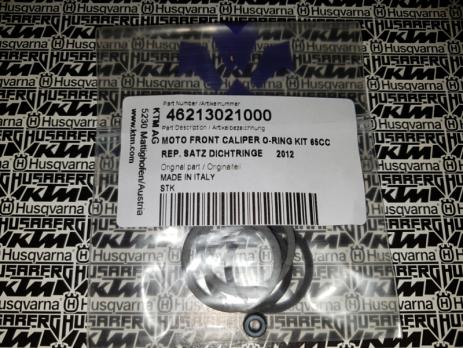 Part Number / Artikelnummer
46213021000
Part Description / Artikelbezeichnung
MOTO FRONT CALIPER O-RING KIT 65CC
REP. SATZ DICHTRINGE 2012
Original part / Originalteil
MADE IN ITALY
STK
KTM AG
5230 Mattighofen/Austria
www.ktm.com
KTM
Husqvarna
HUSABERG